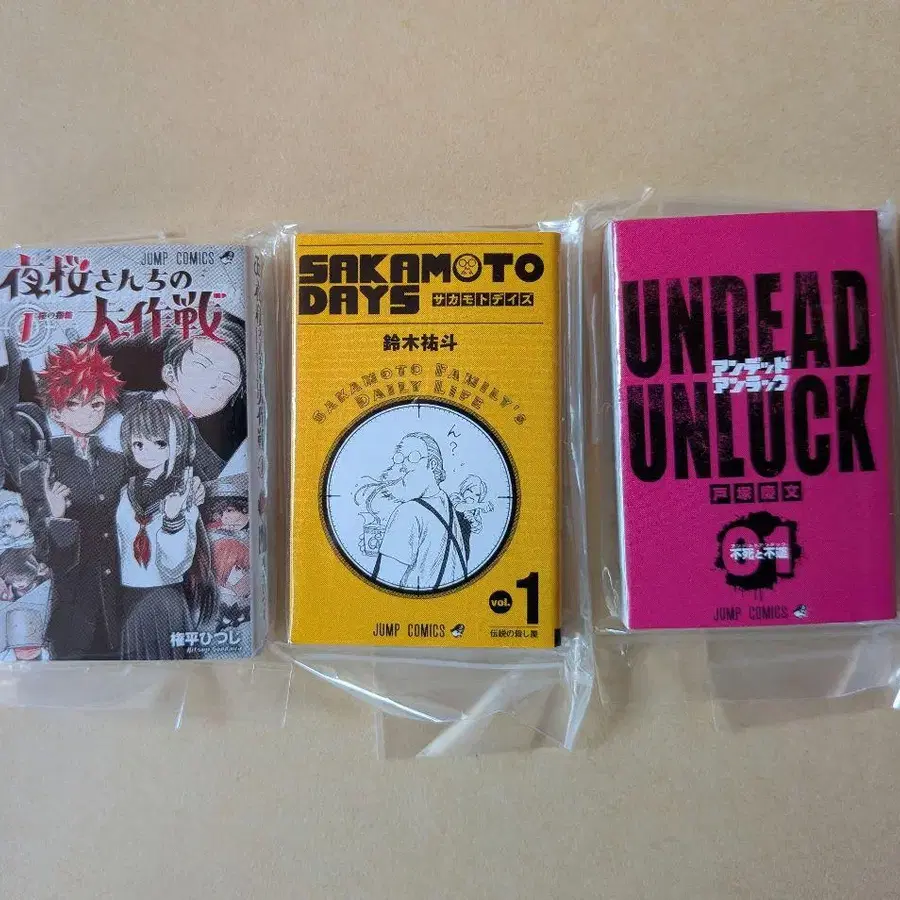 JUMP COMICS
夜桜さんちの
大作戦
1
権平ひつじ
SAKAMOTO
DAYS
サカモトデイズ
鈴木祐斗
SAKAMOTO FAMILY'S
DAILY LIFE
ん?
vol.1
JUMP COMICS
伝説の殺し屋
UNDEAD
アンデッド
アンラック
UNLUCK
戸塚慶文
01
不死と不運
JUMP COMICS